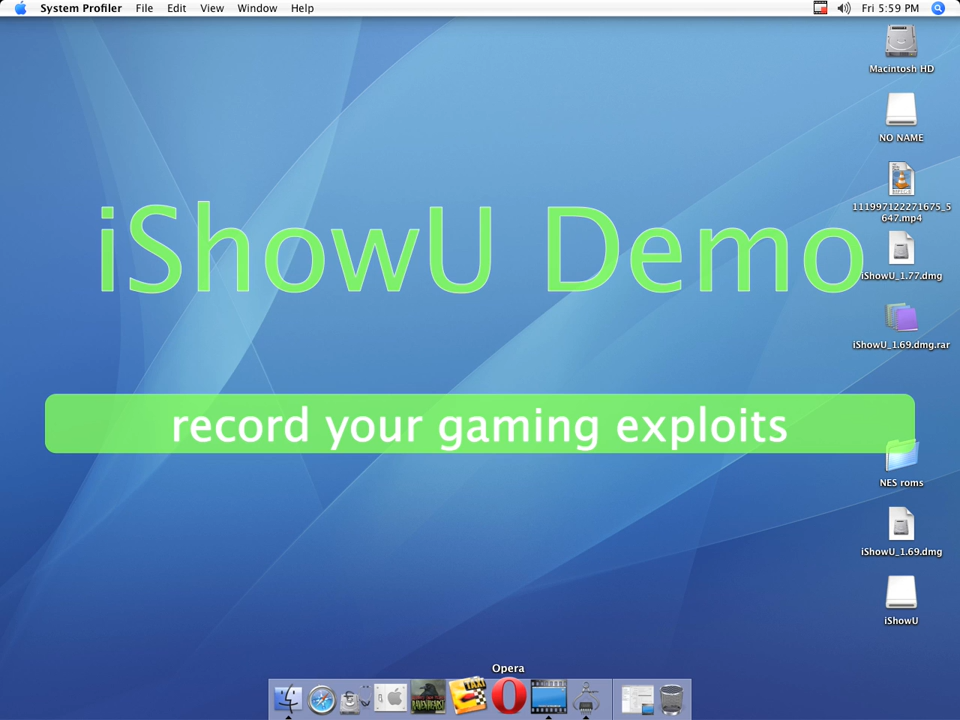 System Profiler File Edit View Window Help Fri 5:59 PM
Macintosh HD
NO NAME
111997122271675_5
647.mp4
iShowU Demo
iShowU_1.77.dmg
iShowU_1.69.dmg.rar
record your gaming exploits
NES roms
iShowU_1.69.dmg
iShowU
Opera
TAXI
RAVENHEARST